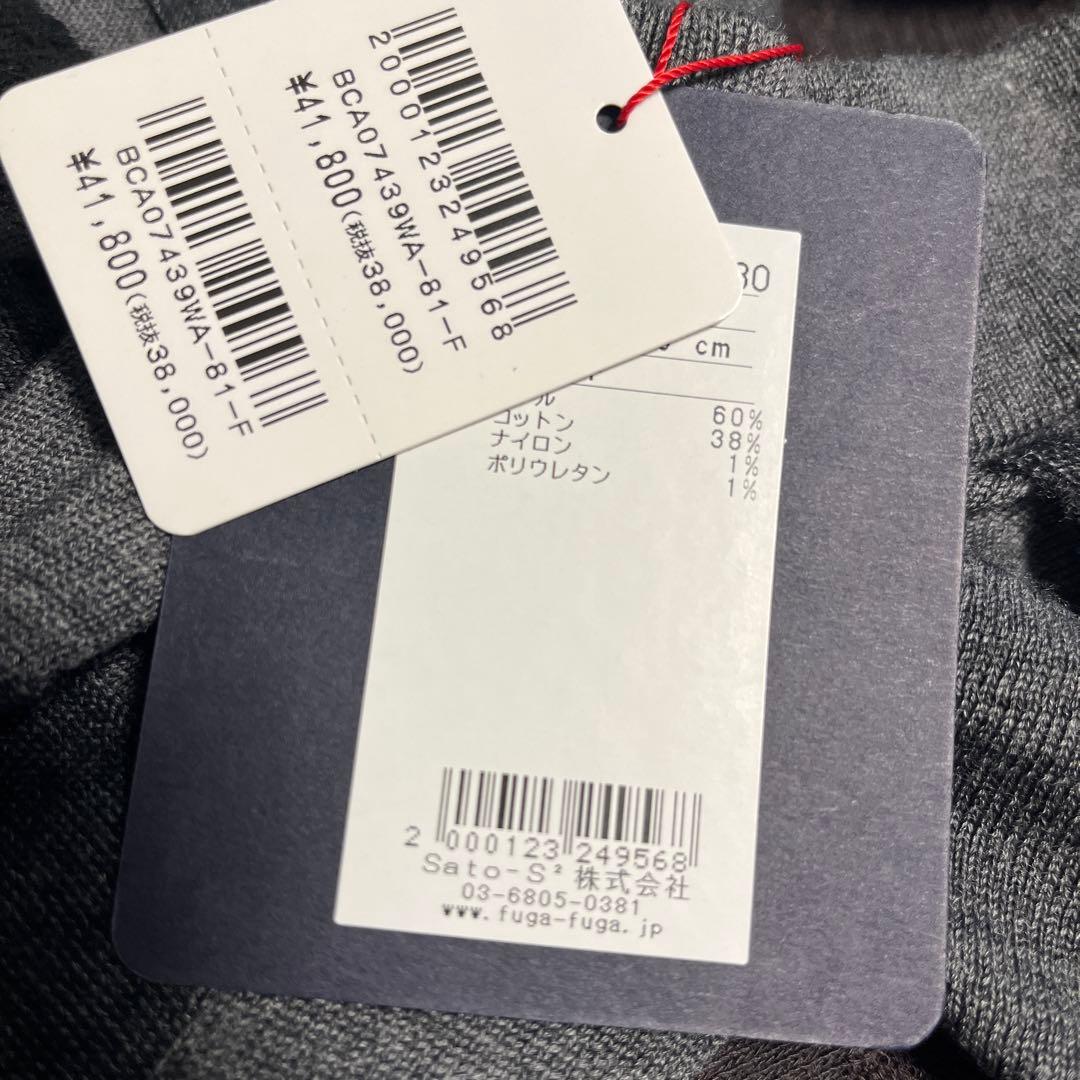 2000123249568
BCA07439WA-81-F
¥41,800(税抜38,000)
BCA07439WA-81-F
¥41,800(税抜38,000)
80
cm
ル 60%
コットン 38%
ナイロン 1%
ポリウレタン 1%
2 000123 249568
Sato-S² 株式会社
03-6805-0381
www.fuga-fuga.jp